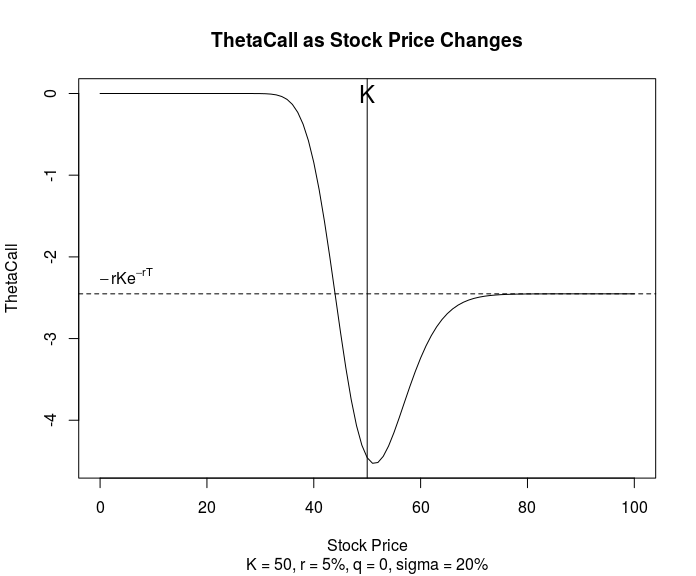 ThetaCall as Stock Price Changes
K
0
-1
-2
-3
-4
ThetaCall
−rKe^−rT
0 20 40 60 80 100
Stock Price
K = 50, r = 5%, q = 0, sigma = 20%